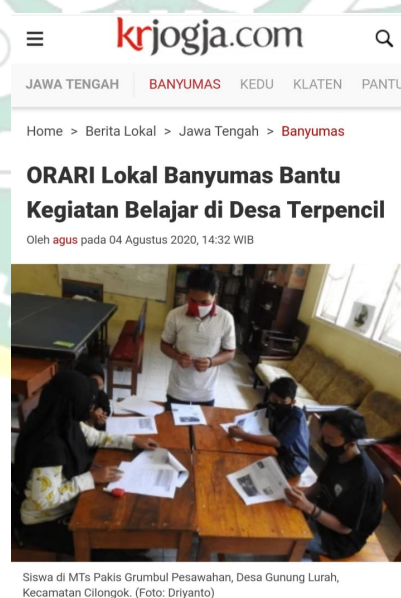 krjogja.com
JAWA TENGAH BANYUMAS KEDU KLATEN PANTU
Home > Berita Lokal > Jawa Tengah > Banyumas
ORARI Lokal Banyumas Bantu
Kegiatan Belajar di Desa Terpencil
Oleh agus pada 04 Agustus 2020, 14:32 WIB
Siswa di MTs Pakis Grumbul Pesawahan, Desa Gunung Lurah,
Kecamatan Cilongok. (Foto: Driyanto)